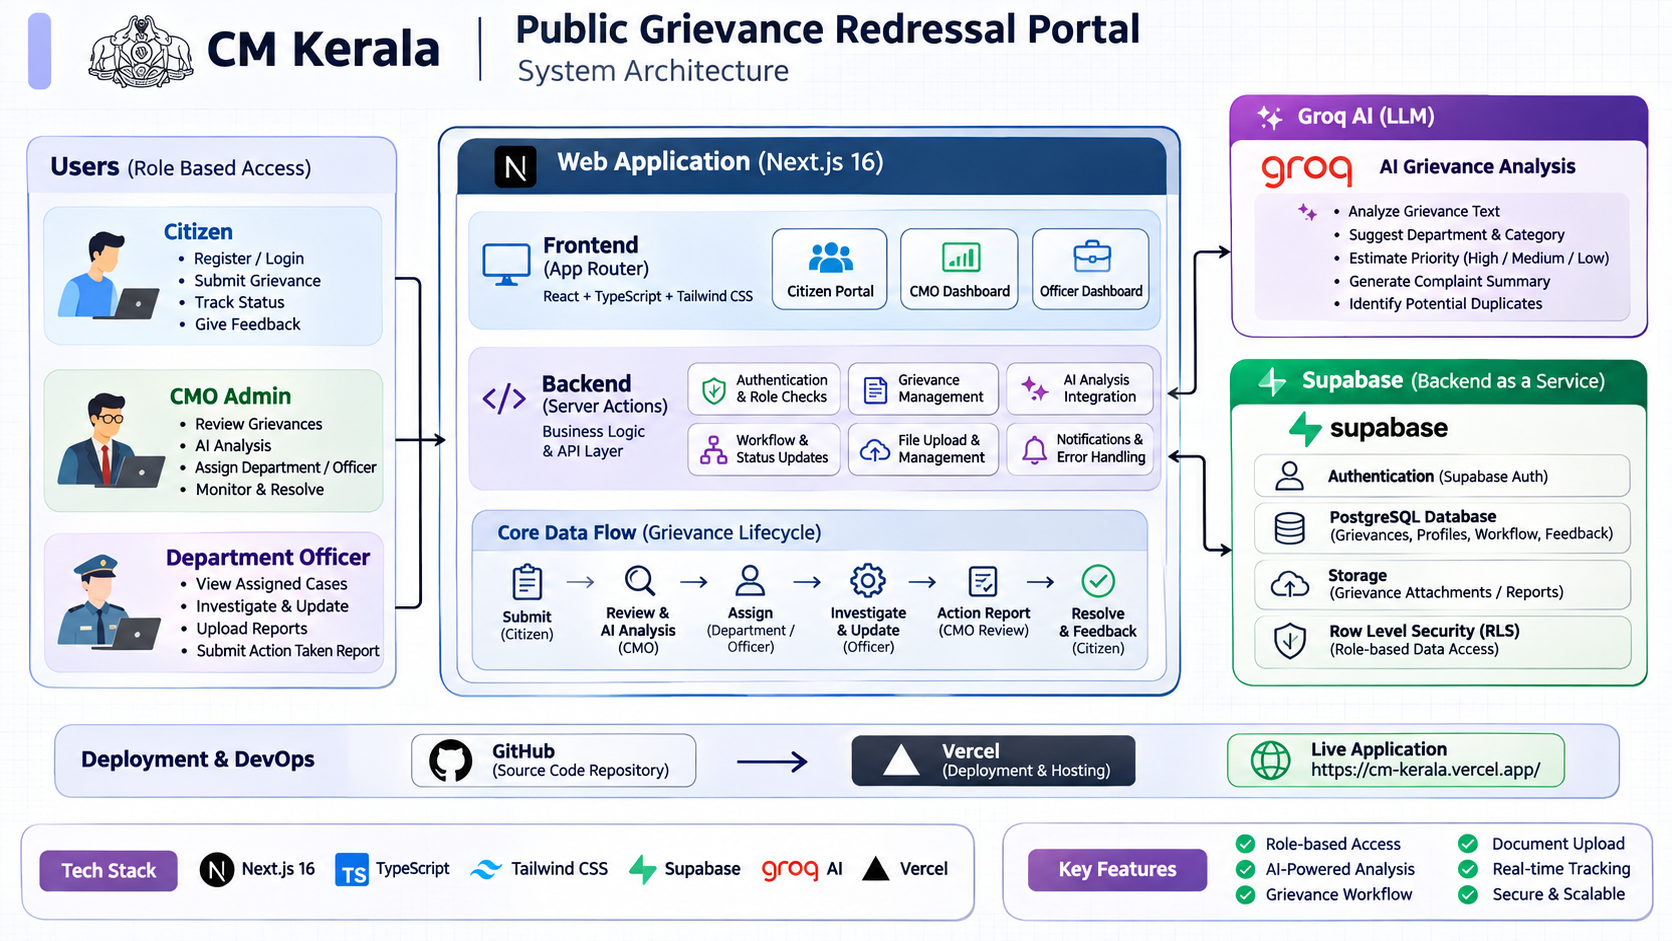 CM Kerala
Public Grievance Redressal Portal
System Architecture
Users (Role Based Access)
Citizen
• Register / Login
• Submit Grievance
• Track Status
• Give Feedback
CMO Admin
• Review Grievances
• AI Analysis
• Assign Department / Officer
• Monitor & Resolve
Department Officer
• View Assigned Cases
• Investigate & Update
• Upload Reports
• Submit Action Taken Report
N
Web Application (Next.js 16)
Frontend
(App Router)
React + TypeScript + Tailwind CSS
Citizen Portal
CMO Dashboard
Officer Dashboard
</>
Backend
(Server Actions)
Business Logic
& API Layer
Authentication
& Role Checks
Grievance
Management
AI Analysis
Integration
Workflow &
Status Updates
File Upload &
Management
Notifications &
Error Handling
Core Data Flow (Grievance Lifecycle)
Submit
(Citizen)
Review &
AI Analysis
(CMO)
Assign
(Department /
Officer)
Investigate
& Update
(Officer)
Action Report
(CMO Review)
Resolve
& Feedback
(Citizen)
Groq AI (LLM)
groq
AI Grievance Analysis
• Analyze Grievance Text
• Suggest Department & Category
• Estimate Priority (High / Medium / Low)
• Generate Complaint Summary
• Identify Potential Duplicates
Supabase (Backend as a Service)
supabase
Authentication (Supabase Auth)
PostgreSQL Database
(Grievances, Profiles, Workflow, Feedback)
Storage
(Grievance Attachments / Reports)
Row Level Security (RLS)
(Role-based Data Access)
Deployment & DevOps
GitHub
(Source Code Repository)
Vercel
(Deployment & Hosting)
Live Application
https://cm-kerala.vercel.app/
Tech Stack
N
Next.js 16
TS
TypeScript
Tailwind CSS
Supabase
groq AI
Vercel
Key Features
Role-based Access
AI-Powered Analysis
Grievance Workflow
Document Upload
Real-time Tracking
Secure & Scalable